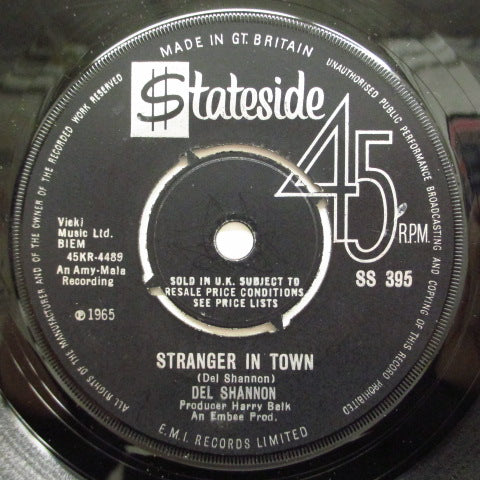 MADE IN GT. BRITAIN
UNAUTHORISED PUBLIC PERFORMANCE BROADCASTING AND COPYING OF THIS RECORD PROHIBITED
ALL RIGHTS OF THE MANUFACTURER AND OF THE OWNER OF THE RECORDED WORK RESERVED
$tateside
45
R.P.M.
Vicki
Music Ltd.
BIEM
45KR-4489
An Amy-Mala
Recording
℗ 1965
SS 395
SOLD IN U.K. SUBJECT TO
RESALE PRICE CONDITIONS
SEE PRICE LISTS
STRANGER IN TOWN
(Del Shannon)
DEL SHANNON
Producer Harry Balk
An Embee Prod.
E.M.I. RECORDS LIMITED